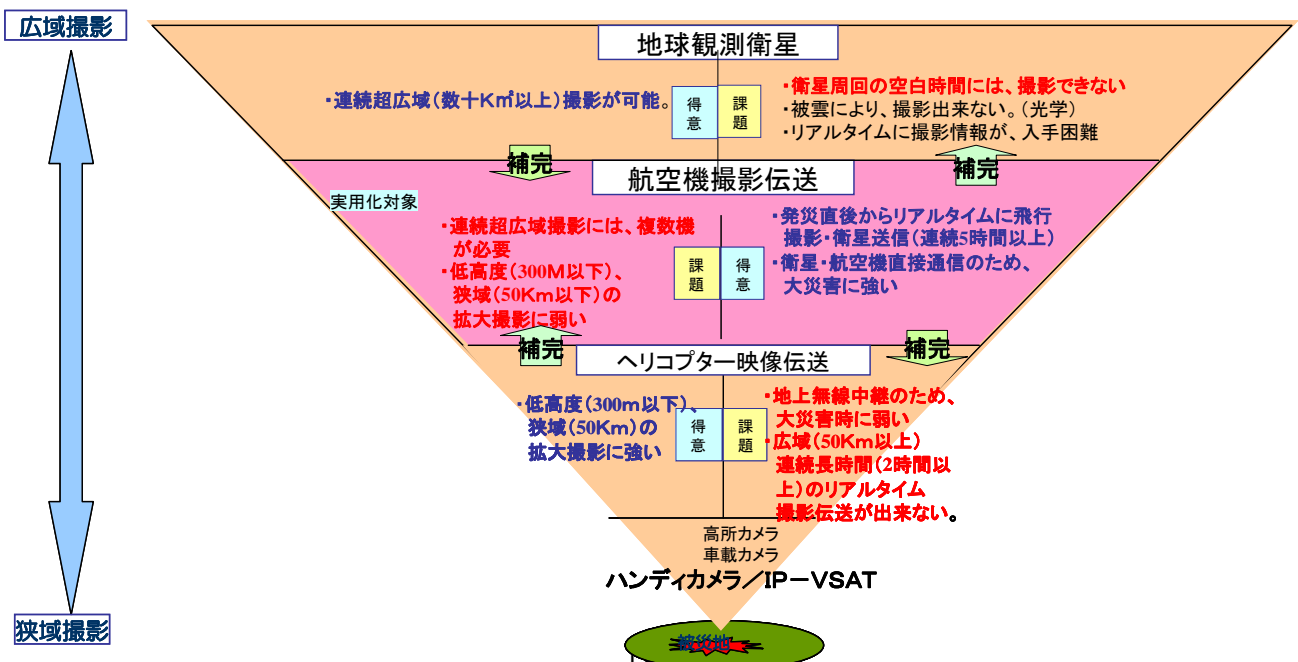 広域撮影
地球観測衛星
・連続超広域(数十K㎡以上)撮影が可能。
得意
課題
・衛星周回の空白時間には、撮影できない
・被雲により、撮影出来ない。(光学)
・リアルタイムに撮影情報が、入手困難
補完
補完
航空機撮影伝送
実用化対象
・連続超広域撮影には、複数機
が必要
・低高度(300M以下)、
狭域(50Km以下)の
拡大撮影に弱い
課題
得意
・発災直後からリアルタイムに飛行
撮影・衛星送信(連続5時間以上)
・衛星・航空機直接通信のため、
大災害に強い
補完
補完
ヘリコプター映像伝送
・低高度(300m以下)、
狭域(50Km)の
拡大撮影に強い
得意
課題
・地上無線中継のため、
大災害時に弱い
・広域(50Km以上)
連続長時間(2時間以
上)のリアルタイム
撮影伝送が出来ない。
高所カメラ
車載カメラ
ハンディカメラ/IP-VSAT
狭域撮影
被災地